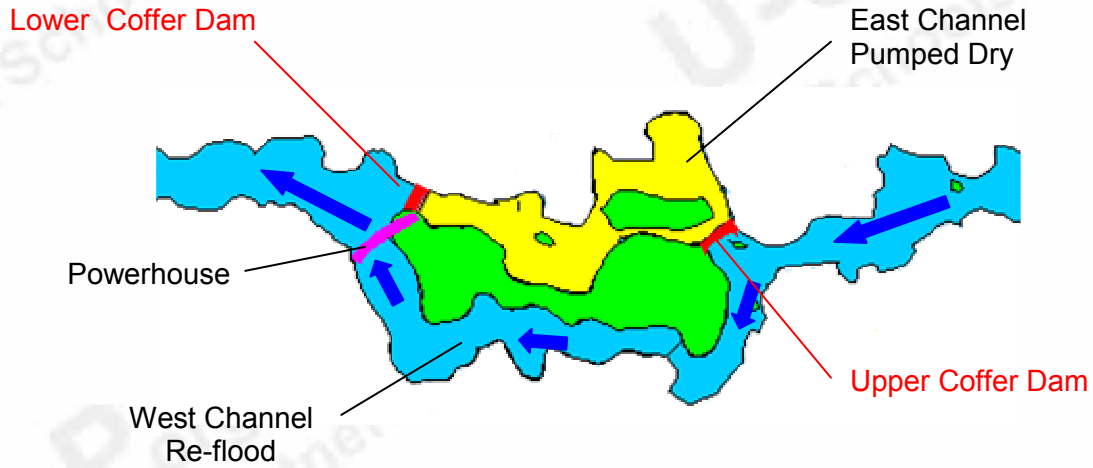 Lower Coffer Dam
East Channel
Pumped Dry
Powerhouse
Upper Coffer Dam
West Channel
Re-flood